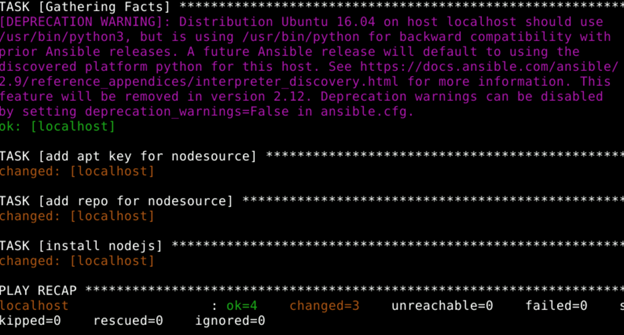 TASK [Gathering Facts] *********************************************************
[DEPRECATION WARNING]: Distribution Ubuntu 16.04 on host localhost should use
/usr/bin/python3, but is using /usr/bin/python for backward compatibility with
prior Ansible releases. A future Ansible release will default to using the
discovered platform python for this host. See https://docs.ansible.com/ansible/
2.9/reference_appendices/interpreter_discovery.html for more information. This
feature will be removed in version 2.12. Deprecation warnings can be disabled
by setting deprecation_warnings=False in ansible.cfg.
ok: [localhost]
TASK [add apt key for nodesource] **********************************************
changed: [localhost]
TASK [add repo for nodesource] *************************************************
changed: [localhost]
TASK [install nodejs] **********************************************************
changed: [localhost]
PLAY RECAP *********************************************************************
localhost : ok=4 changed=3 unreachable=0 failed=0 s
kipped=0 rescued=0 ignored=0